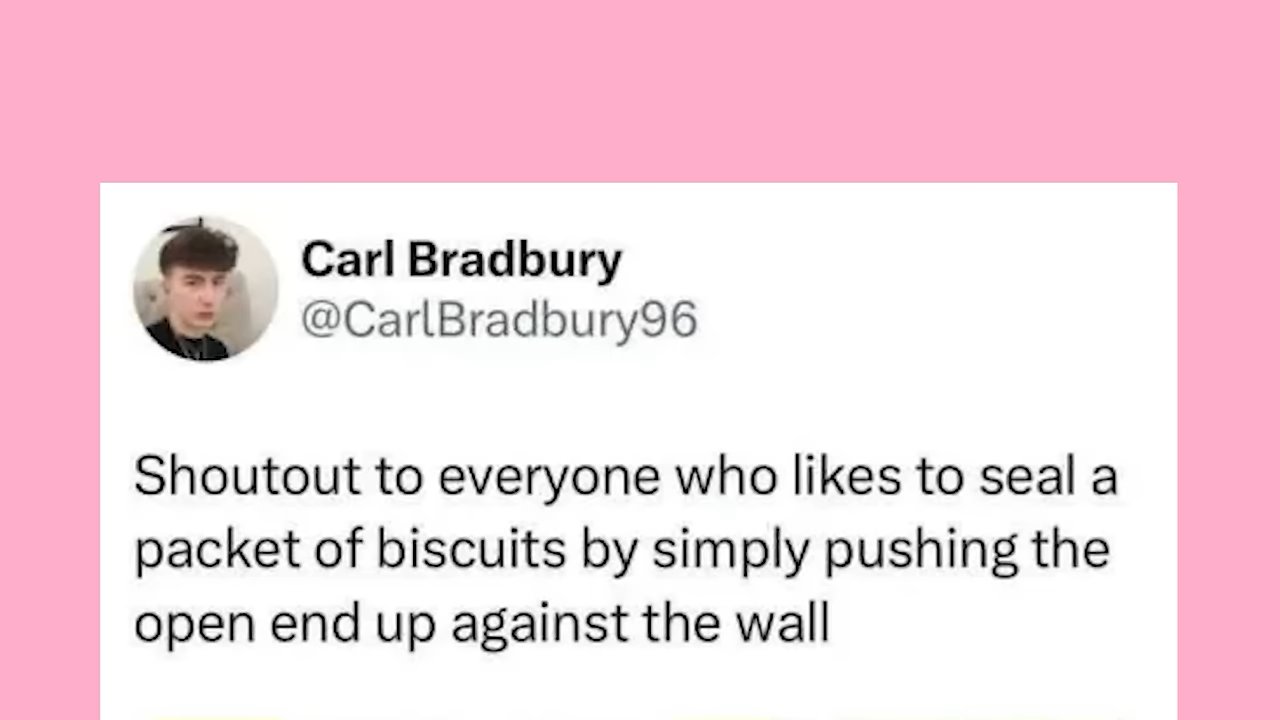 Carl Bradbury
@CarlBradbury96
Shoutout to everyone who likes to seal a
packet of biscuits by simply pushing the
open end up against the wall